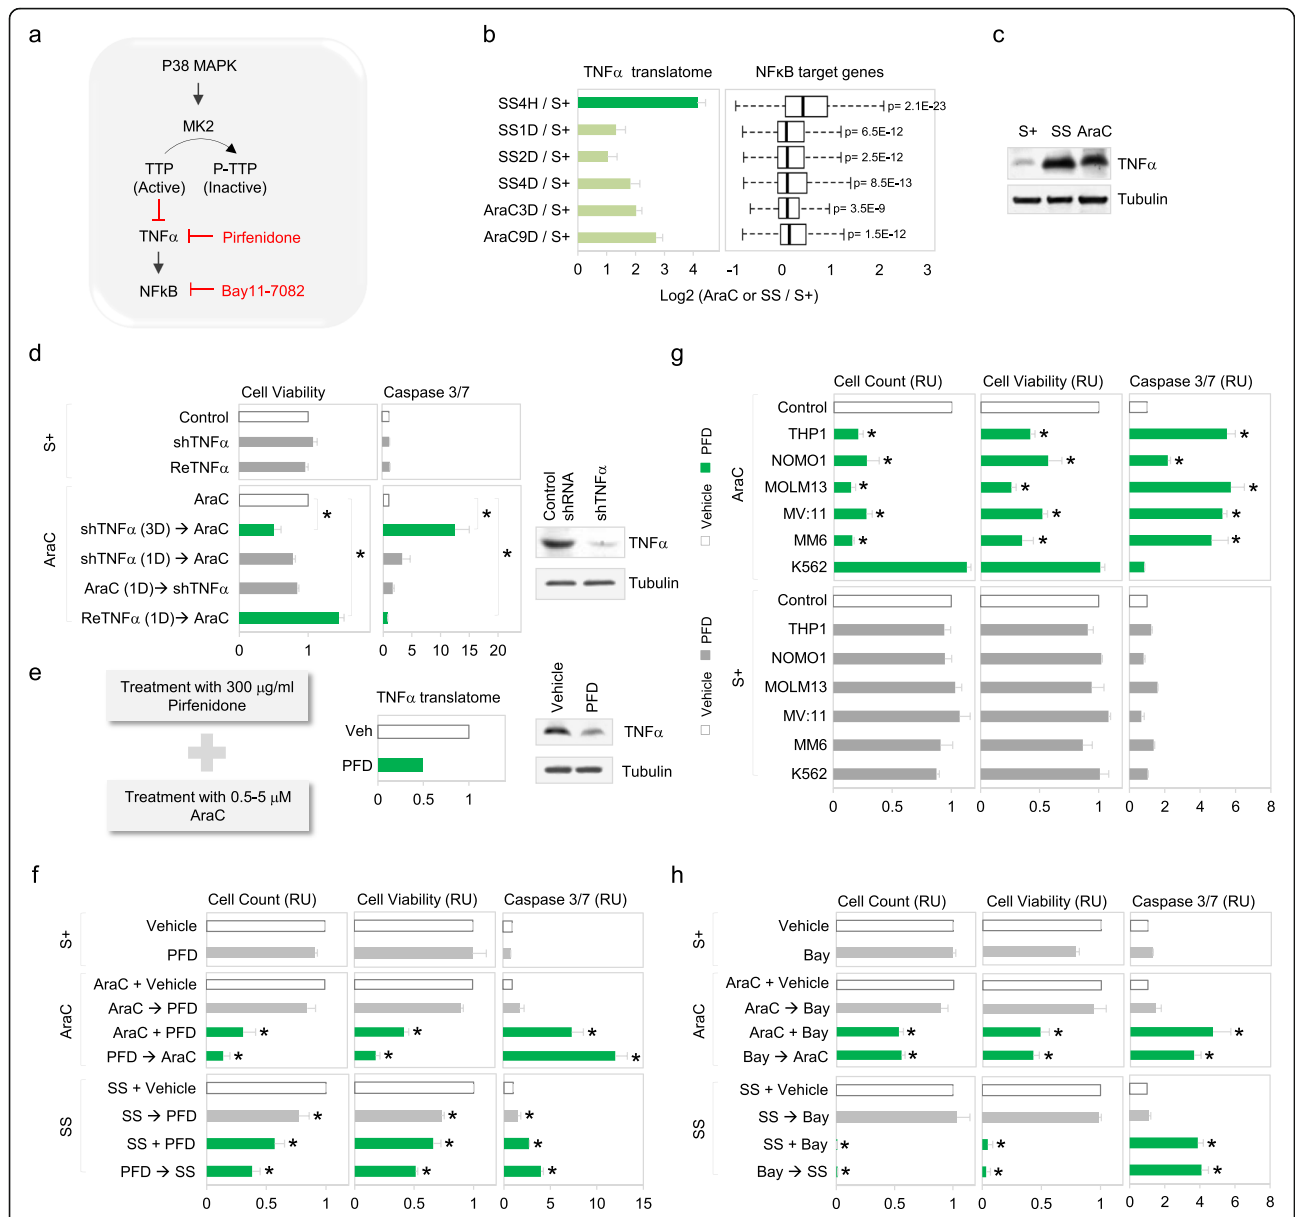 a
P38 MAPK
MK2
TTP
(Active)
P-TTP
(Inactive)
TNFα
Pirfenidone
NFkB
Bay11-7082
b
TNFα translatome
NFκB target genes
SS4H / S+
SS1D / S+
SS2D / S+
SS4D / S+
AraC3D / S+
AraC9D / S+
p= 2.1E-23
p= 6.5E-12
p= 2.5E-12
p= 8.5E-13
p= 3.5E-9
p= 1.5E-12
0 1 2 3 4
-1 0 1 2 3
Log2 (AraC or SS / S+)
c
S+ SS AraC
TNFα
Tubulin
d
Cell Viability
Caspase 3/7
S+
Control
shTNFα
ReTNFα
AraC
AraC
shTNFα (3D) → AraC
shTNFα (1D) → AraC
AraC (1D) → shTNFα
ReTNFα (1D) → AraC
*
*
*
*
0 1
0 5 10 15 20
Control shRNA
shTNFα
TNFα
Tubulin
e
Treatment with 300 μg/ml
Pirfenidone
Treatment with 0.5-5 μM
AraC
TNFα translatome
Veh
PFD
0 0.5 1
Vehicle
PFD
TNFα
Tubulin
f
Cell Count (RU)
Cell Viability (RU)
Caspase 3/7 (RU)
S+
Vehicle
PFD
AraC
AraC + Vehicle
AraC → PFD
AraC + PFD * * *
PFD → AraC * * *
SS
SS + Vehicle
SS → PFD * * *
SS + PFD * * *
PFD → SS * * *
0 0.5 1
0 0.5 1
0 5 10 15
g
Cell Count (RU)
Cell Viability (RU)
Caspase 3/7 (RU)
Vehicle PFD
AraC
Control
THP1 * * *
NOMO1 * * *
MOLM13 * * *
MV:11 * * *
MM6 * * *
K562
Vehicle PFD
S+
Control
THP1
NOMO1
MOLM13
MV:11
MM6
K562
0 0.5 1
0 0.5 1
0 2 4 6 8
h
Cell Count (RU)
Cell Viability (RU)
Caspase 3/7 (RU)
S+
Vehicle
Bay
AraC
AraC + Vehicle
AraC → Bay
AraC + Bay * * *
Bay → AraC * * *
SS
SS + Vehicle
SS → Bay
SS + Bay * * *
Bay → SS * * *
0 0.5 1
0 0.5 1
0 2 4 6 8